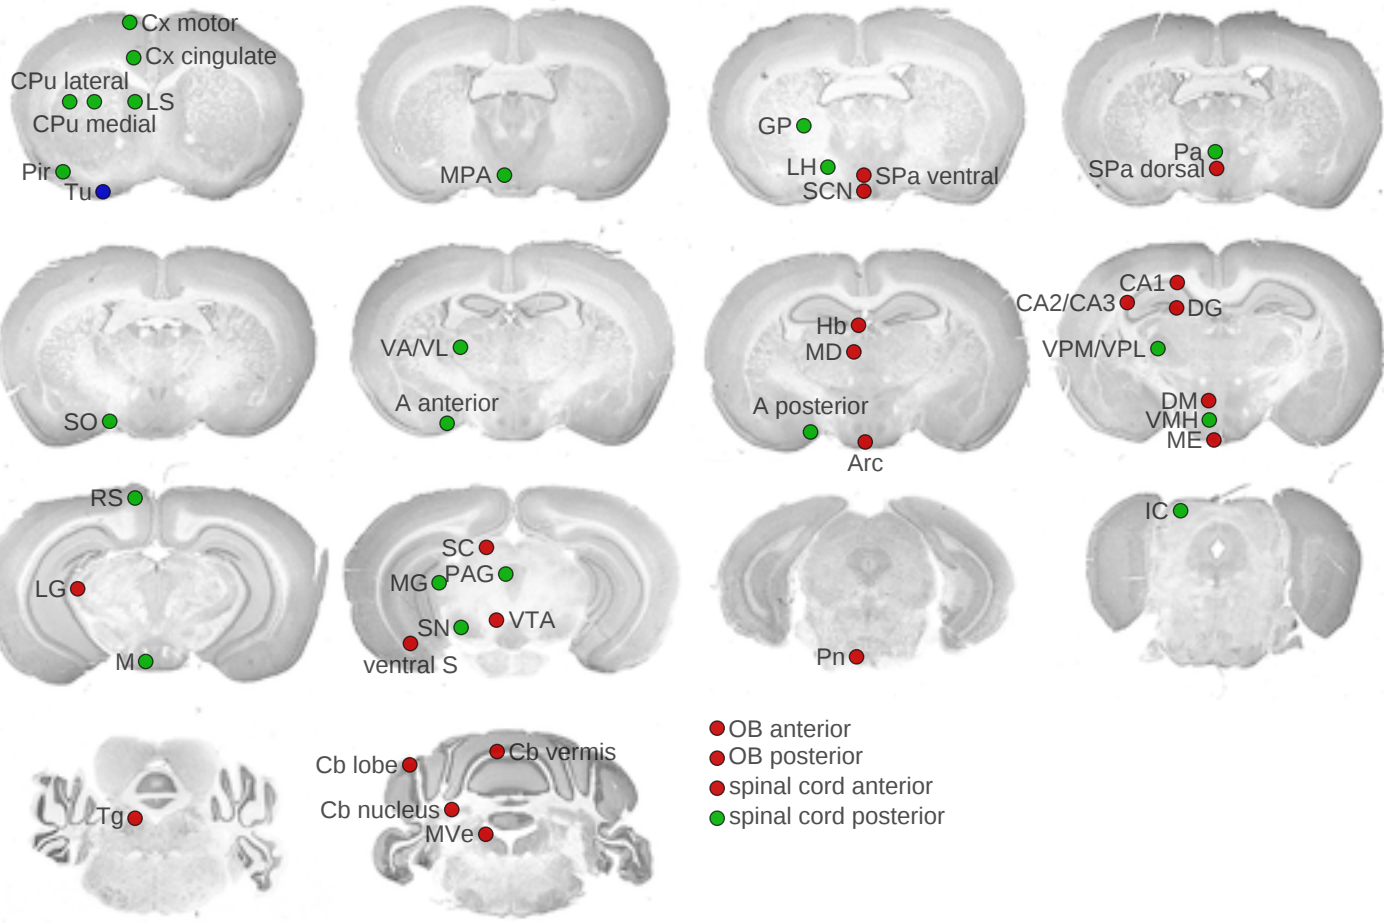 Cx motor
Cx cingulate
CPu lateral
LS
CPu medial
Pir
Tu
MPA
GP
LH
SPa ventral
SCN
Pa
SPa dorsal
SO
VA/VL
A anterior
Hb
MD
A posterior
Arc
CA1
CA2/CA3
DG
VPM/VPL
DM
VMH
ME
RS
LG
M
SC
MG
PAG
SN
VTA
ventral S
Pn
IC
Tg
Cb lobe
Cb vermis
Cb nucleus
MVe
OB anterior
OB posterior
spinal cord anterior
spinal cord posterior